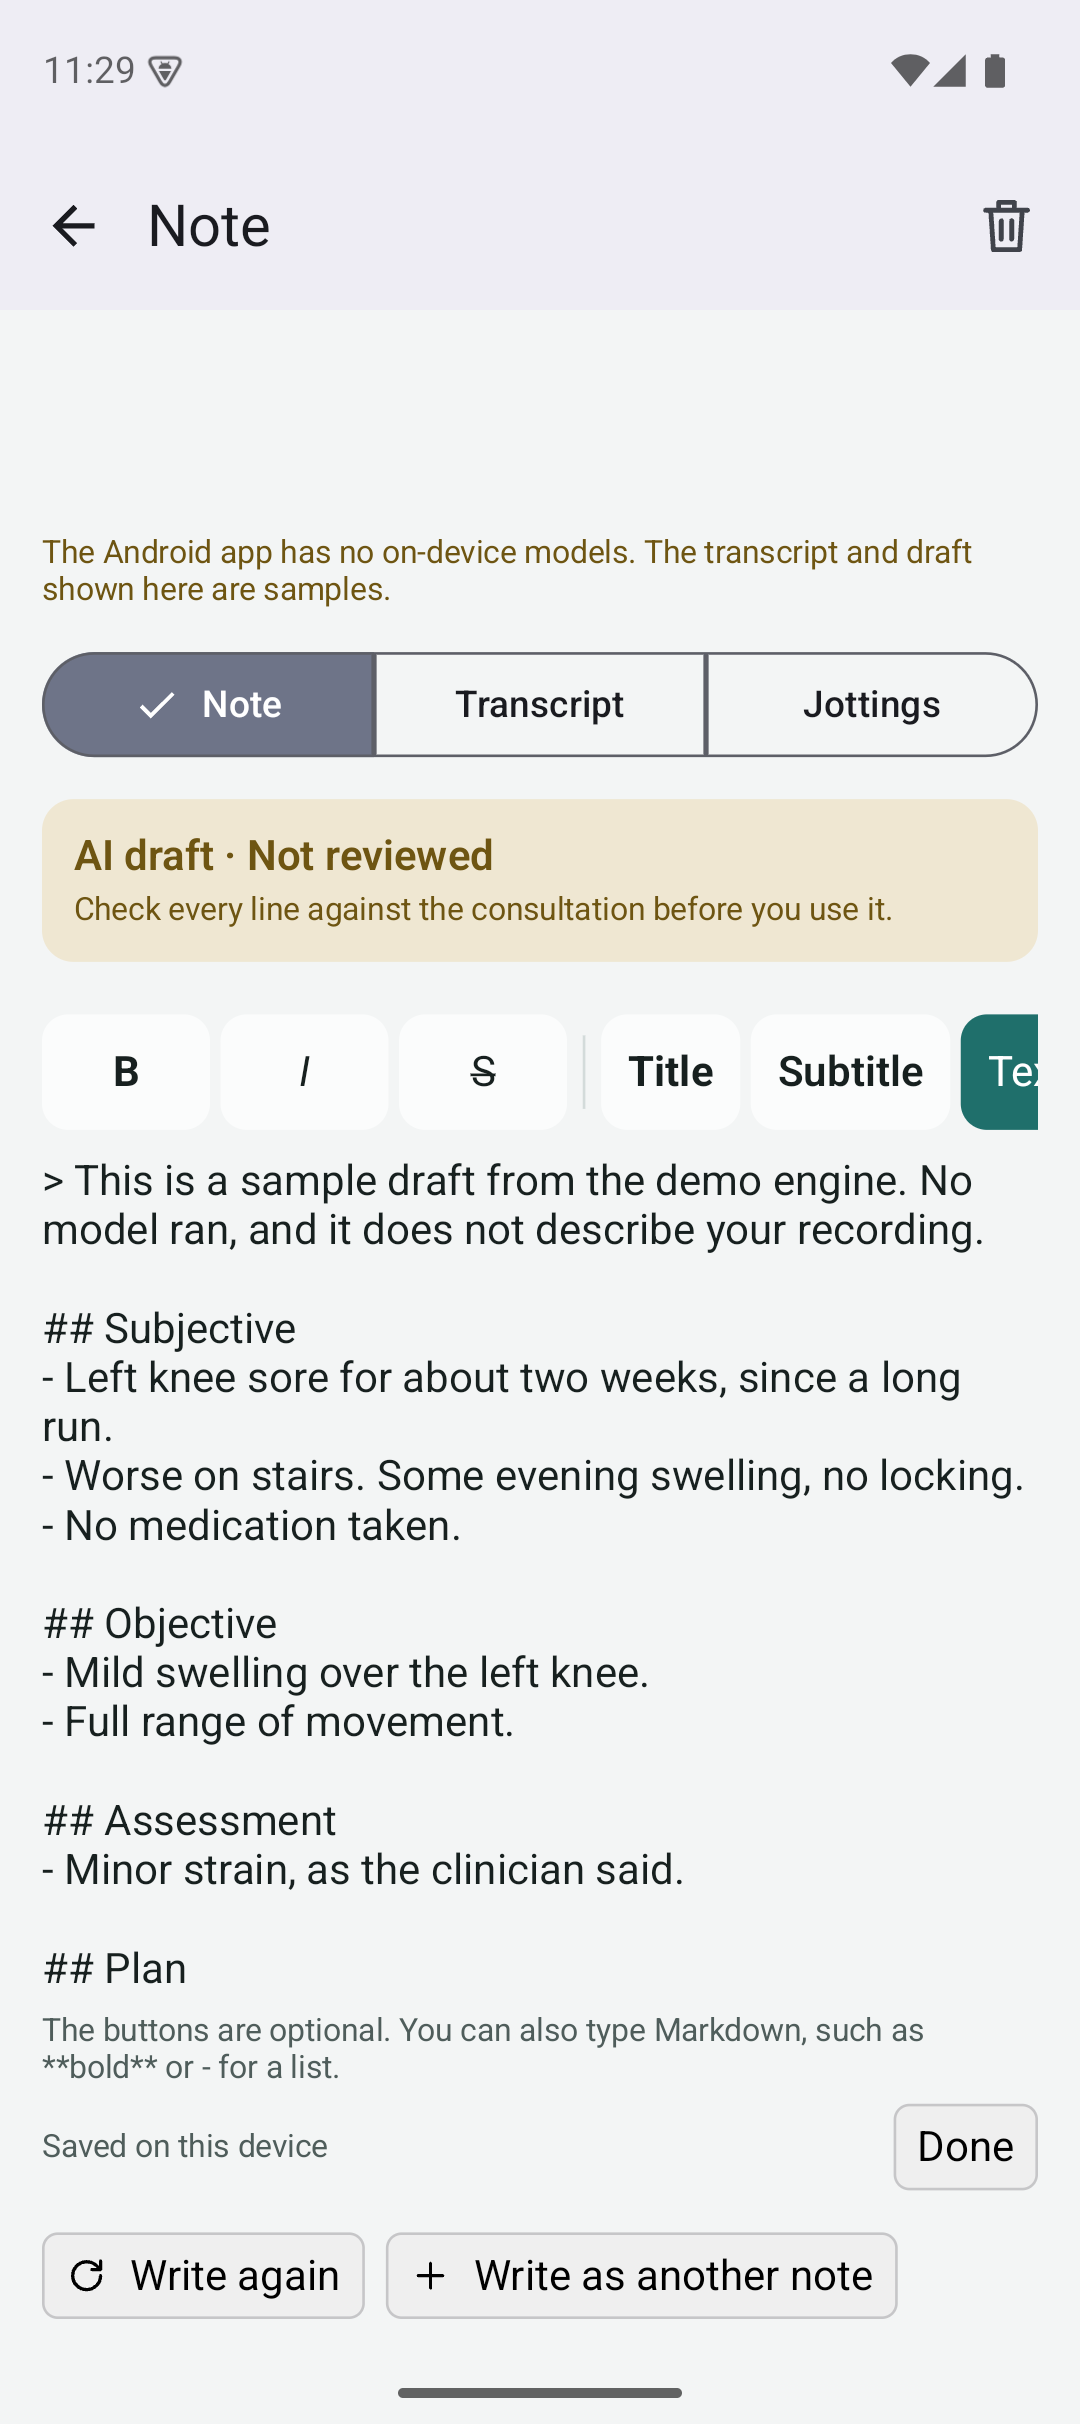 11:29
Note
The Android app has no on-device models. The transcript and draft
shown here are samples.
Note
Transcript
Jottings
AI draft · Not reviewed
Check every line against the consultation before you use it.
B
I
S
Title
Subtitle
> This is a sample draft from the demo engine. No
model ran, and it does not describe your recording.
## Subjective
- Left knee sore for about two weeks, since a long
run.
- Worse on stairs. Some evening swelling, no locking.
- No medication taken.
## Objective
- Mild swelling over the left knee.
- Full range of movement.
## Assessment
- Minor strain, as the clinician said.
## Plan
The buttons are optional. You can also type Markdown, such as
**bold** or - for a list.
Saved on this device
Done
Write again
Write as another note